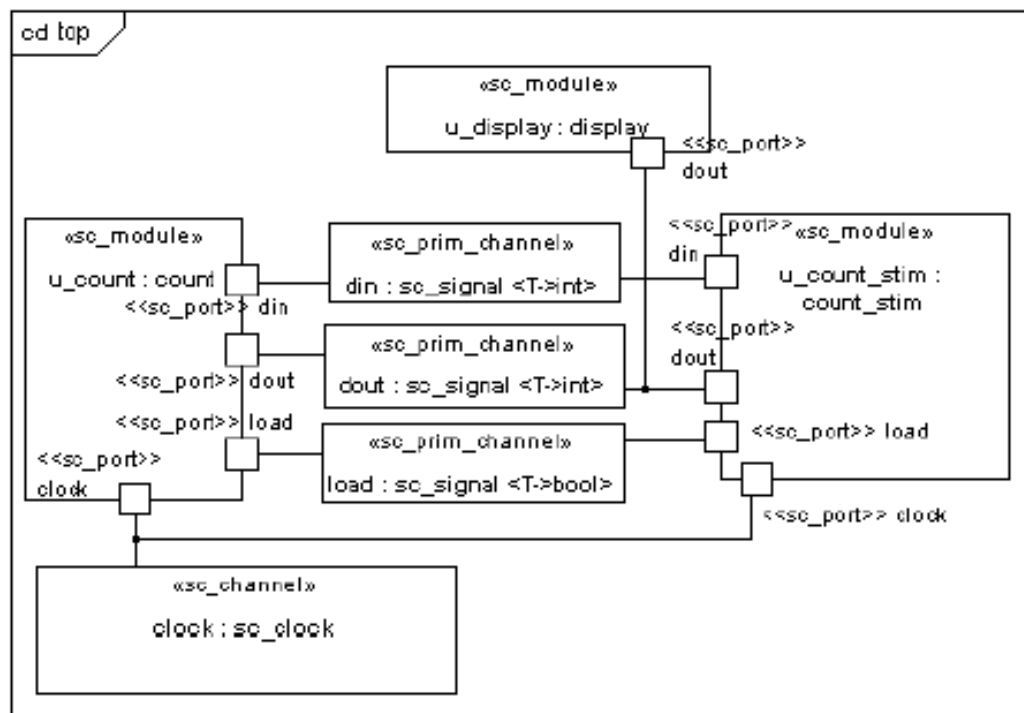 cd top
«sc_module»
u_display : display
<<sc_port>>
dout
«sc_module»
u_count : count
<<sc_port>> din
<<sc_port>> dout
<<sc_port>> load
<<sc_port>>
clock
«sc_prim_channel»
din : sc_signal <T->int>
«sc_prim_channel»
dout : sc_signal <T->int>
«sc_prim_channel»
load : sc_signal <T->bool>
<<sc_port>>
din
«sc_module»
u_count_stim :
count_stim
<<sc_port>>
dout
<<sc_port>> load
<<sc_port>> clock
«sc_channel»
clock : sc_clock